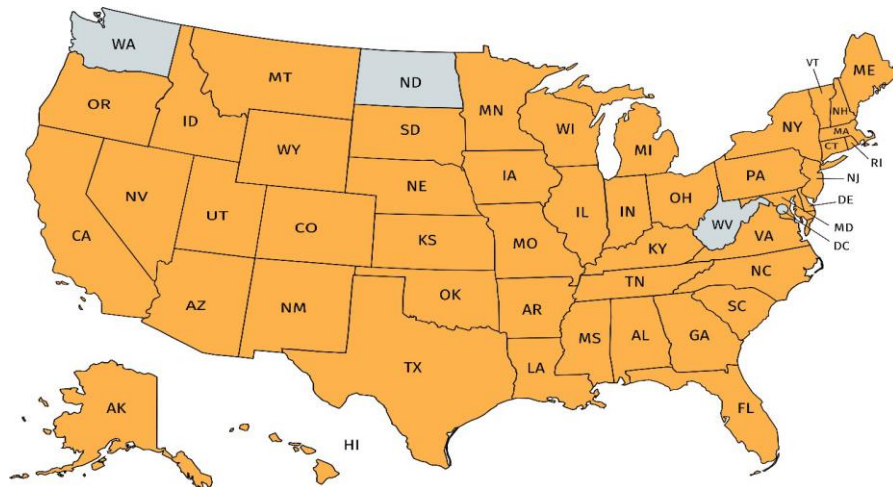 WA
MT
ND
MN
VT
ME
OR
ID
SD
WI
MI
NY
NH
MA
CT
RI
WY
IA
PA
NJ
NV
NE
IL
IN
OH
DE
UT
CO
KS
MO
WV
VA
MD
DC
CA
KY
AZ
NM
OK
AR
TN
NC
SC
MS
AL
GA
TX
LA
FL
AK
HI